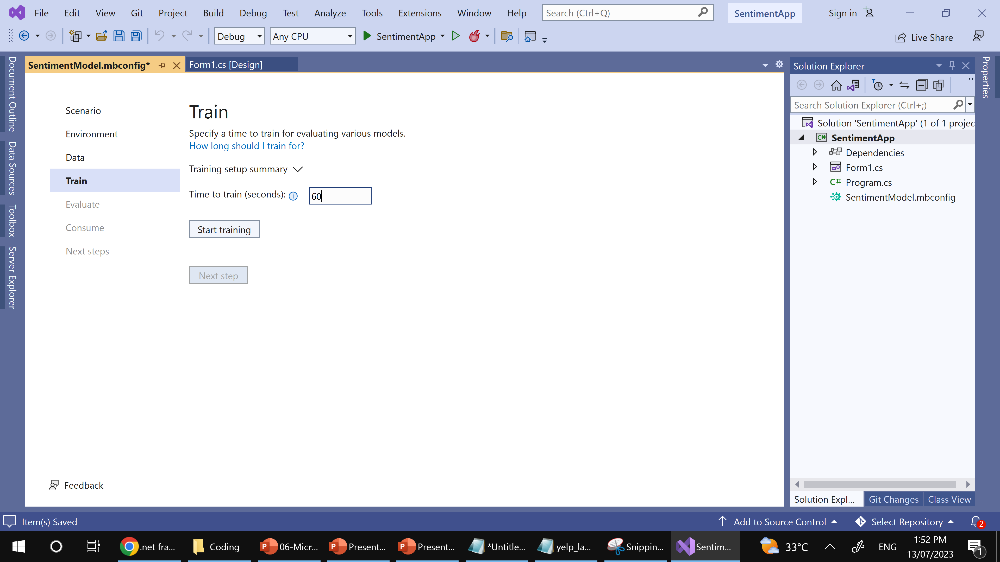 File Edit View Git Project Build Debug Test Analyze Tools Extensions Window Help Search (Ctrl+Q) SentimentApp Sign in
Debug Any CPU SentimentApp Live Share
SentimentModel.mbconfig* Form1.cs [Design]
Document Outline
Data Sources
Toolbox
Server Explorer
Scenario
Environment
Data
Train
Evaluate
Consume
Next steps
Feedback
Train
Specify a time to train for evaluating various models.
How long should I train for?
Training setup summary
Time to train (seconds): 60
Start training
Next step
Solution Explorer
Search Solution Explorer (Ctrl+;)
Solution 'SentimentApp' (1 of 1 projec
C# SentimentApp
Dependencies
Form1.cs
C# Program.cs
SentimentModel.mbconfig
Solution Expl... Git Changes Class View
Properties
Item(s) Saved Add to Source Control Select Repository 2
.net fra... Coding P 06-Micr... P Present... P Present... *Untitle... yelp_la... Snippin... Sentim... 33°C ENG 1:52 PM
13/07/2023 1